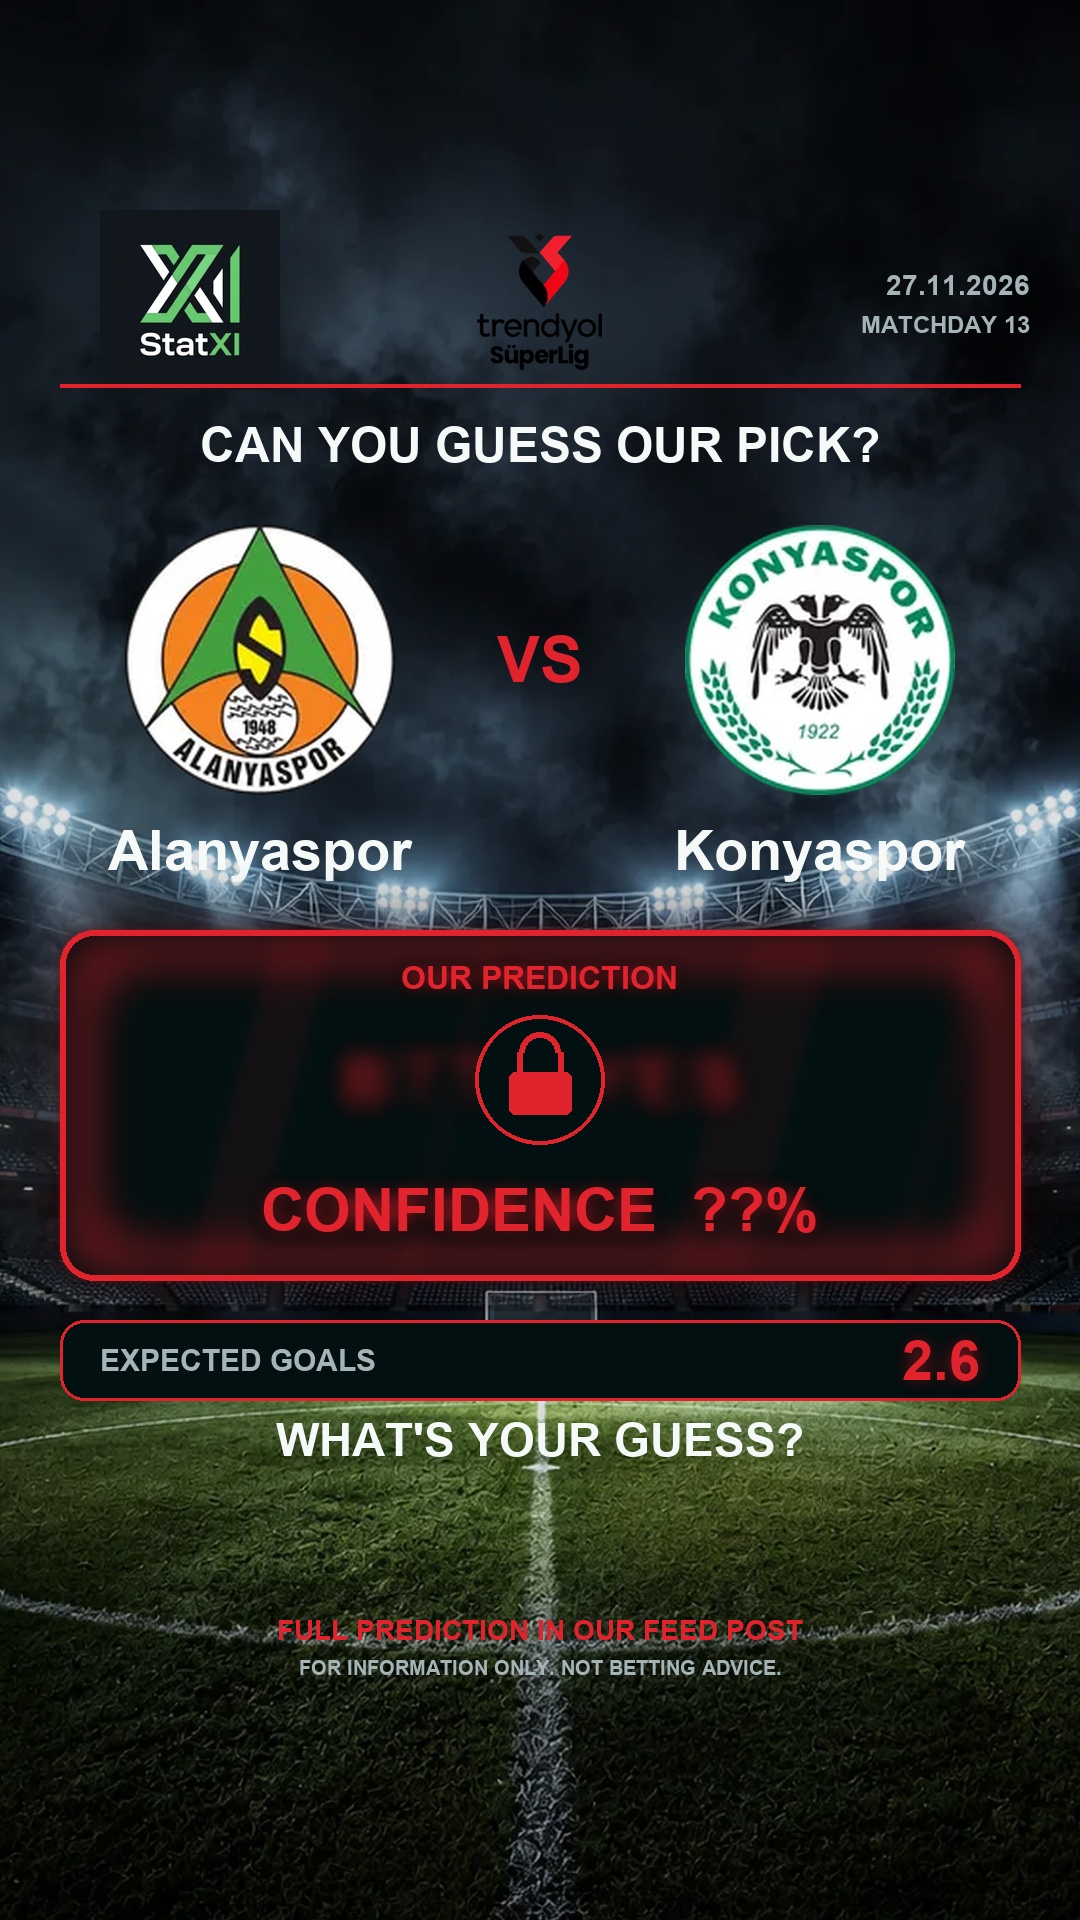 StatXI
trendyol
SüperLig
27.11.2026
MATCHDAY 13
CAN YOU GUESS OUR PICK?
1948
ALANYASPOR
VS
KONYASPOR
1922
Alanyaspor
Konyaspor
OUR PREDICTION
CONFIDENCE ??%
EXPECTED GOALS
2.6
WHAT'S YOUR GUESS?
FULL PREDICTION IN OUR FEED POST
FOR INFORMATION ONLY. NOT BETTING ADVICE.